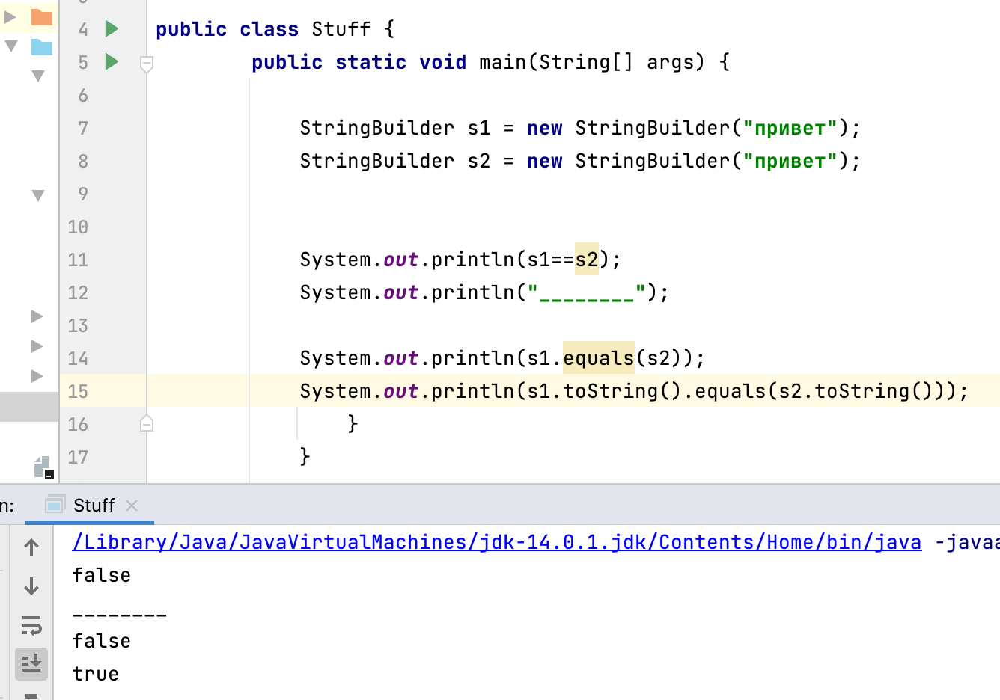 4 public class Stuff {
5 public static void main(String[] args) {
6
7 StringBuilder s1 = new StringBuilder("привет");
8 StringBuilder s2 = new StringBuilder("привет");
9
10
11 System.out.println(s1==s2);
12 System.out.println("________");
13
14 System.out.println(s1.equals(s2));
15 System.out.println(s1.toString().equals(s2.toString()));
16 }
17 }
n: Stuff
/Library/Java/JavaVirtualMachines/jdk-14.0.1.jdk/Contents/Home/bin/java -javaa
false
________
false
true